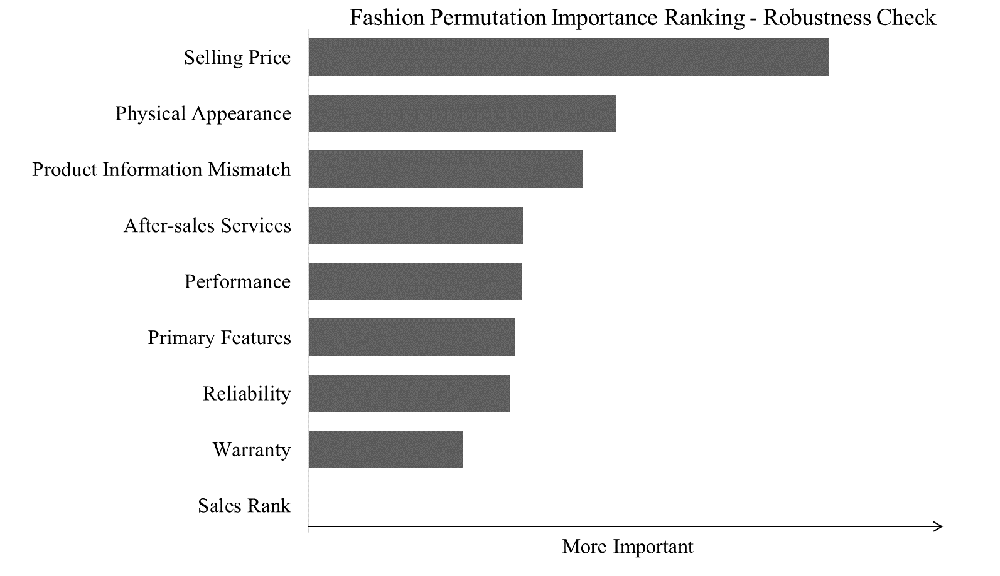 Fashion Permutation Importance Ranking - Robustness Check
Selling Price
Physical Appearance
Product Information Mismatch
After-sales Services
Performance
Primary Features
Reliability
Warranty
Sales Rank
More Important